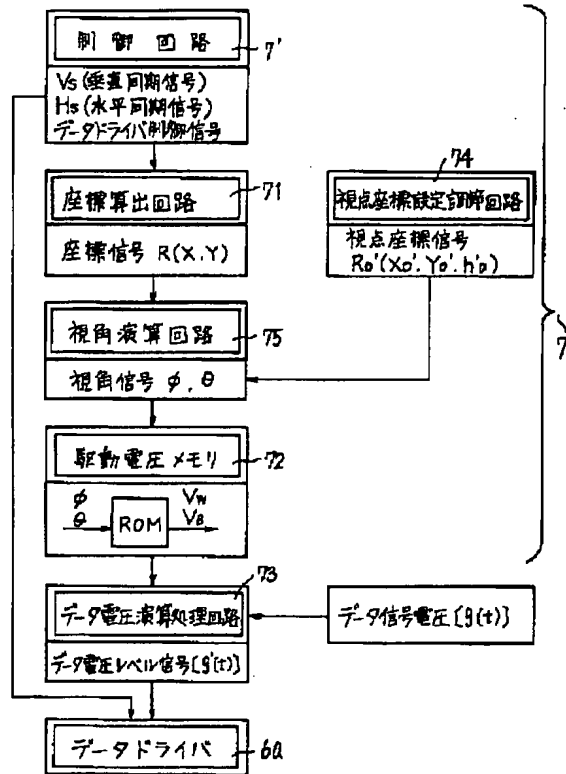 制御回路
7'
Vs(垂直同期信号)
Hs(水平同期信号)
データドライバ制御信号
座標算出回路
71
座標信号 R(X,Y)
74
視点座標設定調節回路
視点座標信号
Ro'(Xo',Yo',h'o)
視角演算回路
75
視角信号 φ, θ
7
駆動電圧メモリ
72
φ
θ
ROM
VW
VB
73
データ電圧演算処理回路
データ電圧レベル信号[g'(t)]
データ信号電圧[g(t)]
データドライバ
6a